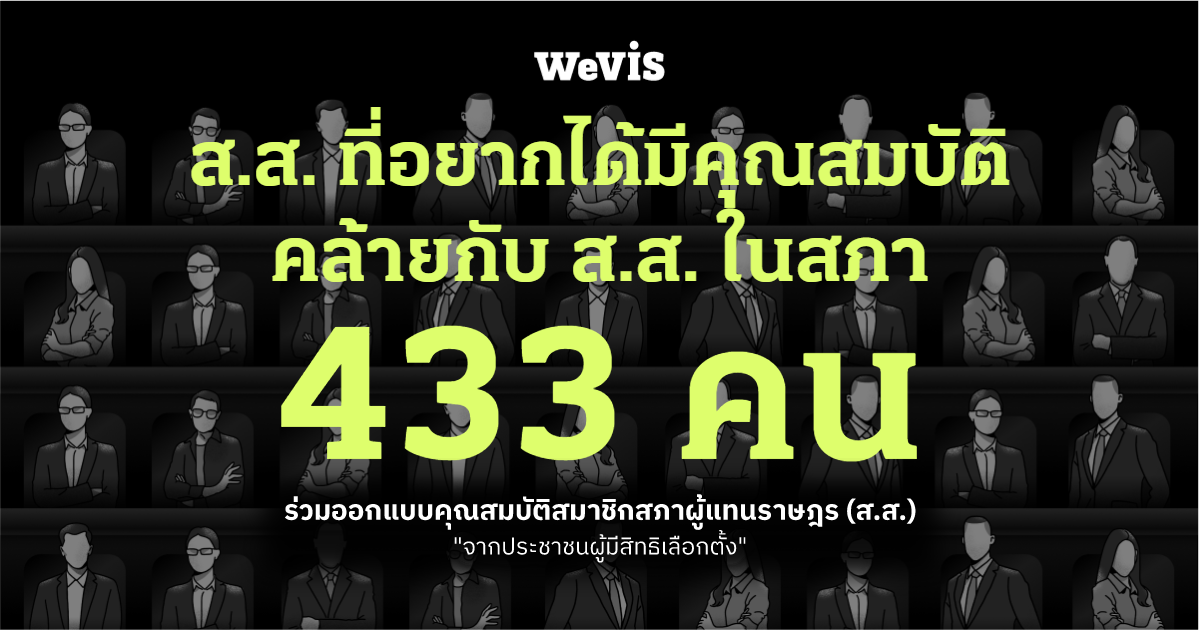 WeVIS
ส.ส. ที่อยากได้มีคุณสมบัติ
คล้ายกับ ส.ส. ในสภา
433 คน
ร่วมออกแบบคุณสมบัติสมาชิกสภาผู้แทนราษฎร (ส.ส.)
"จากประชาชนผู้มีสิทธิเลือกตั้ง"